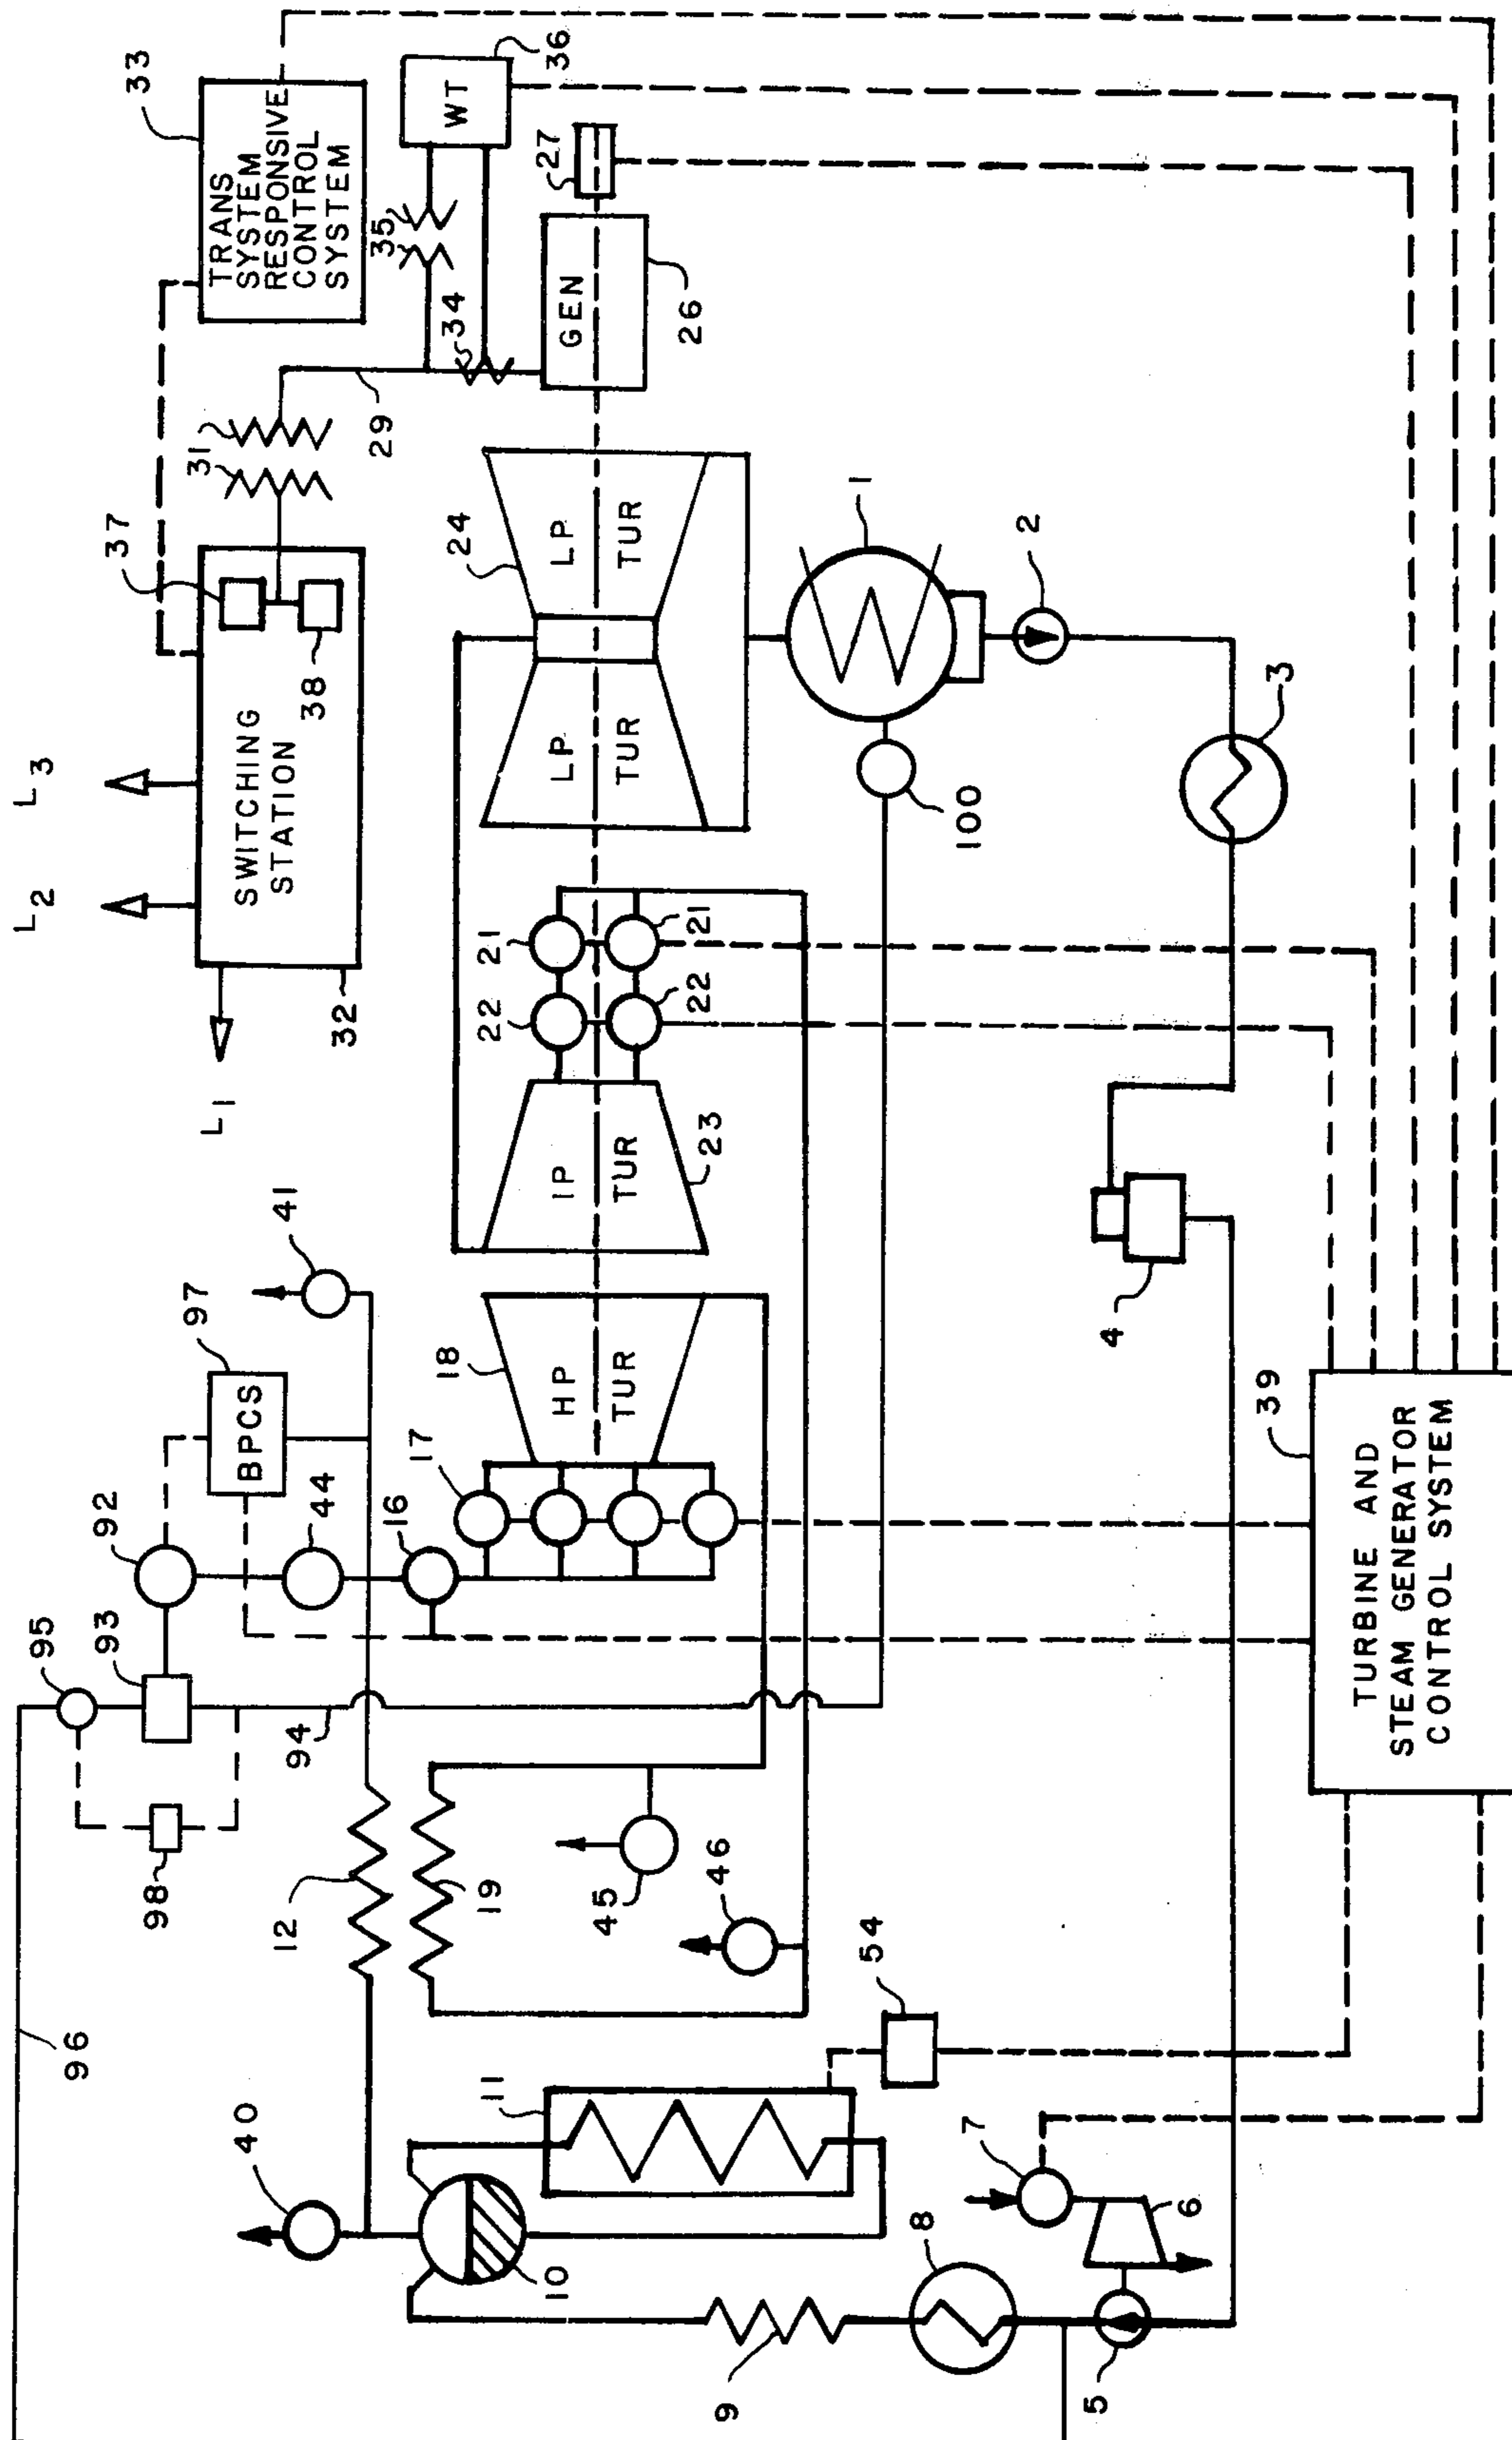 33
TRANS
SYSTEM
RESPONSIVE
CONTROL
SYSTEM
36
WT
35
34
27
GEN
26
29
31
37
38
SWITCHING
STATION
32
L3
L2
L1
24
LP
TUR
LP
TUR
1
2
3
100
21
21
22
22
IP
TUR
23
4
41
97
BPCS
18
HP
TUR
17
44
16
92
93
95
94
98
96
12
19
45
46
54
39
TURBINE AND
STEAM GENERATOR
CONTROL SYSTEM
40
10
11
7
6
8
9
5